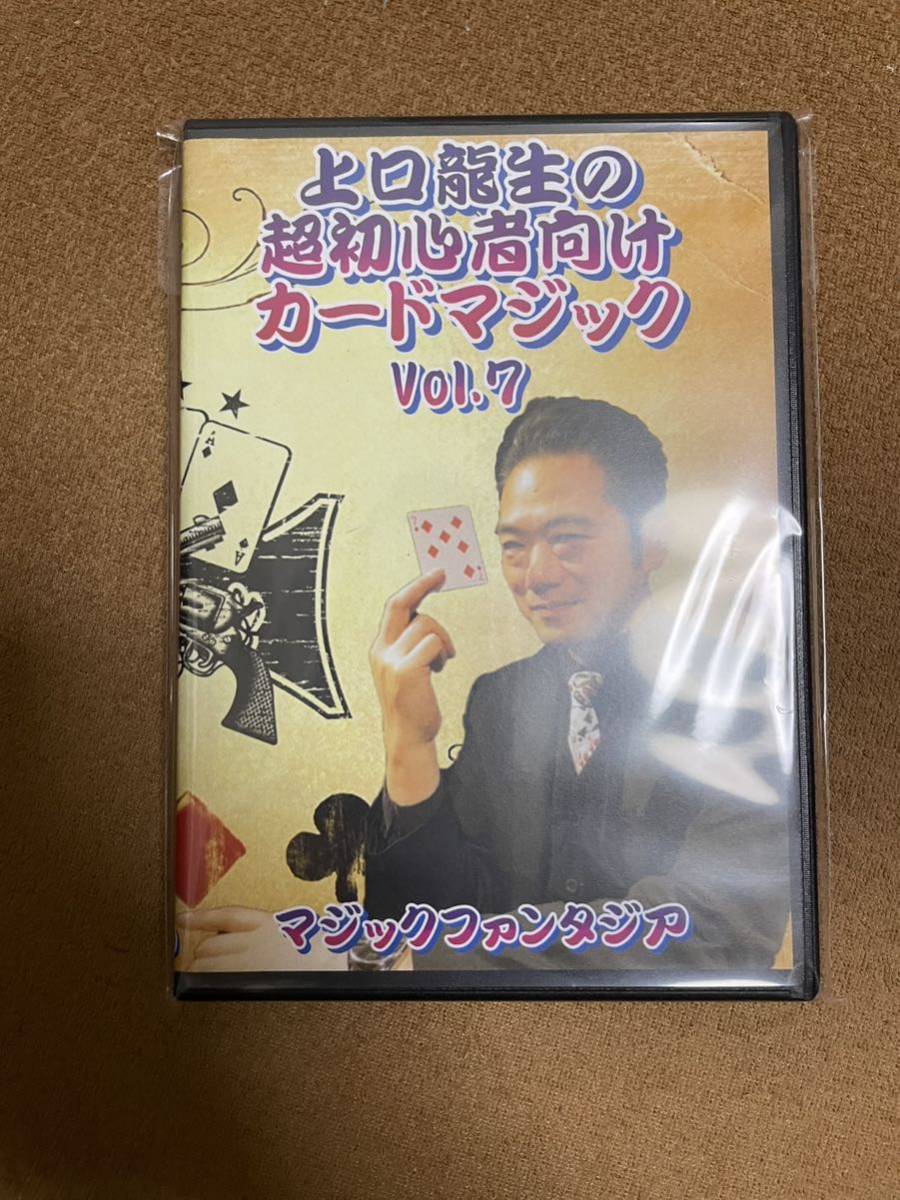 上口龍生の
超初心者向け
カードマジック
Vol.7
A
7
マジックファンタジア